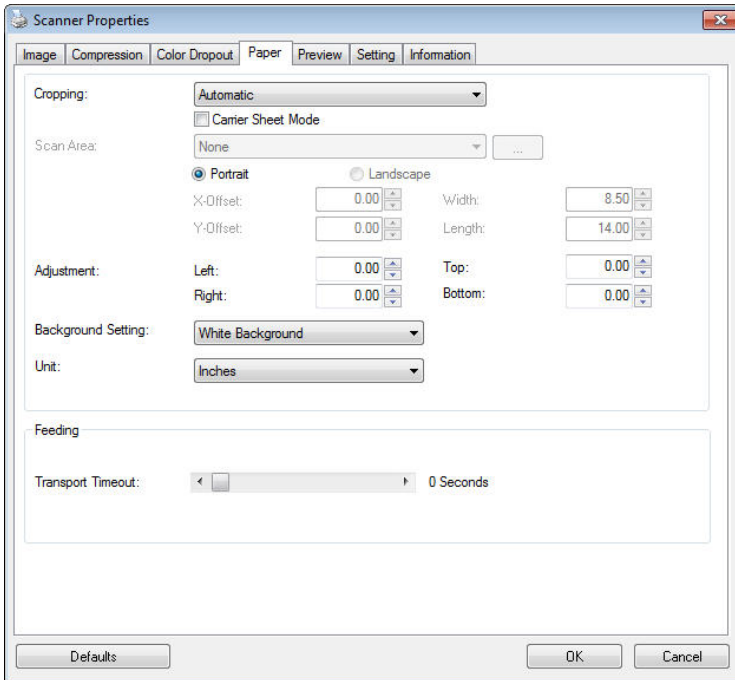 Scanner Properties
Image Compression Color Dropout Paper Preview Setting Information
Cropping: Automatic
Carrier Sheet Mode
Scan Area: None ...
Portrait Landscape
X-Offset: 0.00 Width: 8.50
Y-Offset: 0.00 Length: 14.00
Adjustment: Left: 0.00 Top: 0.00
Right: 0.00 Bottom: 0.00
Background Setting: White Background
Unit: Inches
Feeding
Transport Timeout: 0 Seconds
Defaults OK Cancel